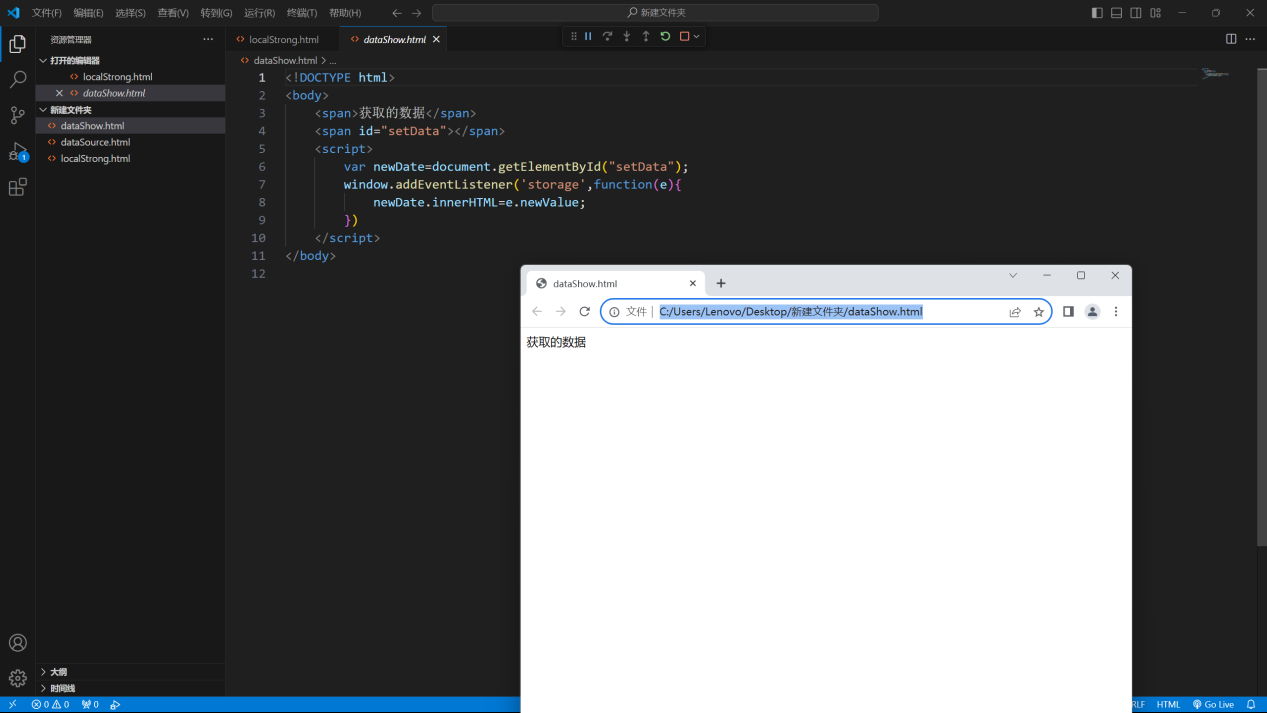 文件(F) 编辑(E) 选择(S) 查看(V) 转到(G) 运行(R) 终端(T) 帮助(H) 新建文件夹
资源管理器
打开的编辑器
localStrong.html
dataShow.html
新建文件夹
dataShow.html
dataSource.html
localStrong.html
大纲
时间线
1
localStrong.html dataShow.html
dataShow.html > ...
1 <!DOCTYPE html>
2 <body>
3 <span>获取的数据</span>
4 <span id="setData"></span>
5 <script>
6 var newDate=document.getElementById("setData");
7 window.addEventListener('storage',function(e){
8 newDate.innerHTML=e.newValue;
9 })
10 </script>
11 </body>
12
dataShow.html
文件 | C:/Users/Lenovo/Desktop/新建文件夹/dataShow.html
获取的数据
0 0 0 RLF HTML Go Live